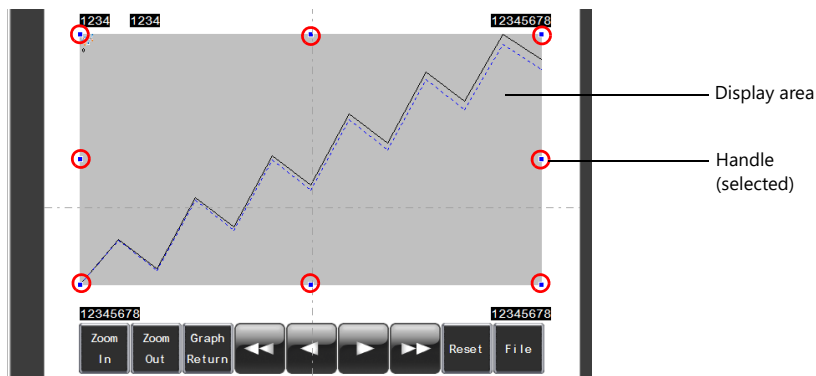 1234 1234 12345678
Display area
Handle
(selected)
12345678 12345678
Zoom In
Zoom Out
Graph Return
Reset
File